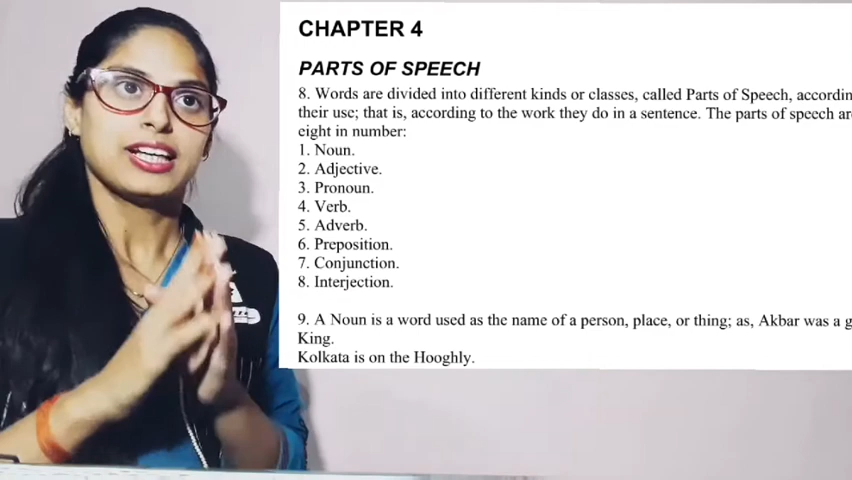 CHAPTER 4
PARTS OF SPEECH
8. Words are divided into different kinds or classes, called Parts of Speech,
their use; that is, according to the work they do in a sentence. The parts of speech
eight in number:
1. Noun.
2. Adjective.
3. Pronoun.
4. Verb.
5. Adverb.
6. Preposition.
7. Conjunction.
8. Interjection.
9. A Noun is a word used as the name of a person, place, or thing; as, Akbar was a
King.
Kolkata is on the Hooghly.